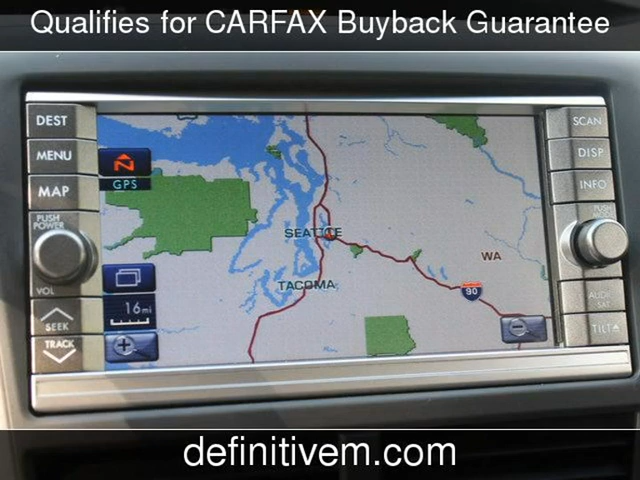 Qualifies for CARFAX Buyback Guarantee
DEST
MENU
MAP
PUSH
POWER
VOL
SEEK
TRACK
N
GPS
16mi
SEATTLE
TACOMA
WA
90
SCAN
DISP
INFO
PUSH
AUDIO
SAT
TILT
definitivem.com